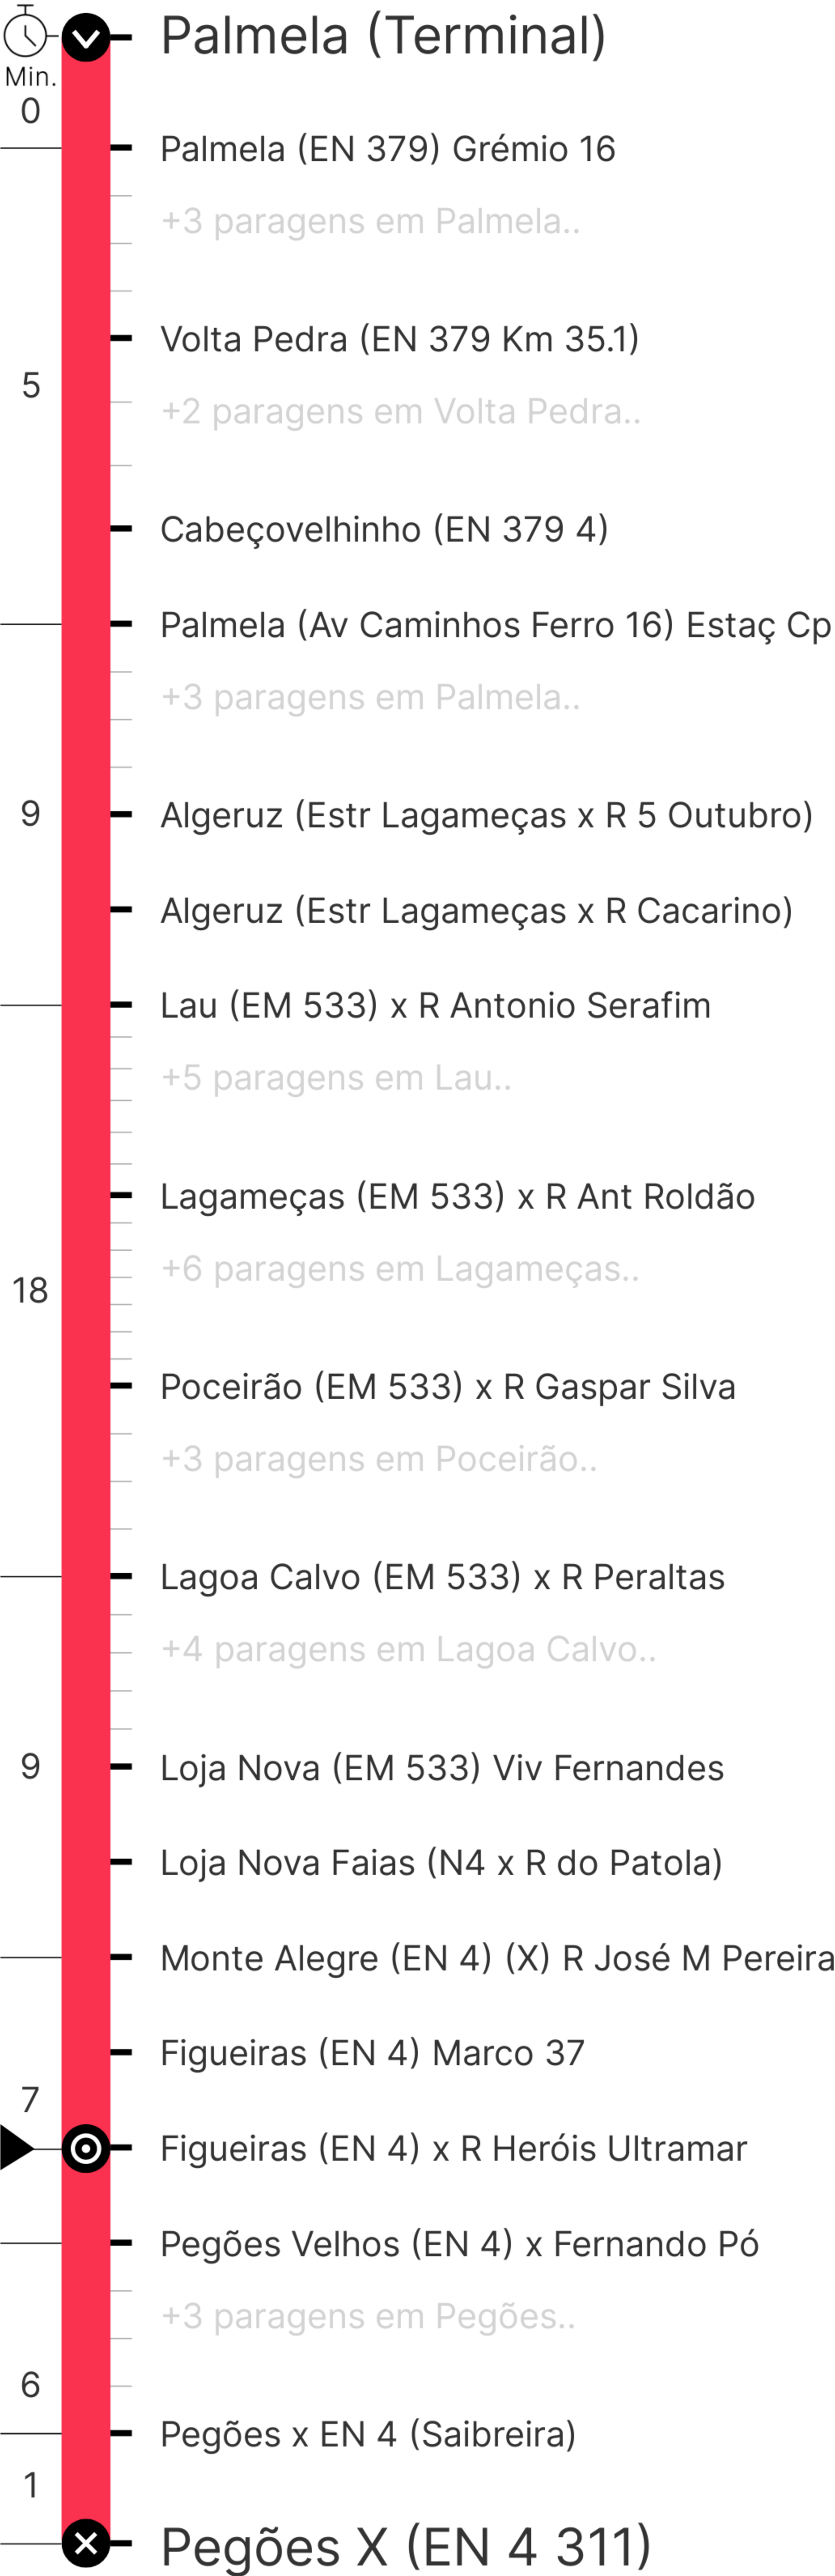 Palmela (Terminal)
Min.
0
Palmela (EN 379) Grémio 16
+3 paragens em Palmela..
Volta Pedra (EN 379 Km 35.1)
5
+2 paragens em Volta Pedra..
Cabeçovelhinho (EN 379 4)
Palmela (Av Caminhos Ferro 16) Estaç Cp
+3 paragens em Palmela..
9
Algeruz (Estr Lagameças x R 5 Outubro)
Algeruz (Estr Lagameças x R Cacarino)
Lau (EM 533) x R Antonio Serafim
+5 paragens em Lau..
Lagameças (EM 533) x R Ant Roldão
+6 paragens em Lagameças..
18
Poceirão (EM 533) x R Gaspar Silva
+3 paragens em Poceirão..
Lagoa Calvo (EM 533) x R Peraltas
+4 paragens em Lagoa Calvo..
9
Loja Nova (EM 533) Viv Fernandes
Loja Nova Faias (N4 x R do Patola)
Monte Alegre (EN 4) (X) R José M Pereira
Figueiras (EN 4) Marco 37
7
Figueiras (EN 4) x R Heróis Ultramar
Pegões Velhos (EN 4) x Fernando Pó
+3 paragens em Pegões..
6
Pegões x EN 4 (Saibreira)
1
Pegões X (EN 4 311)